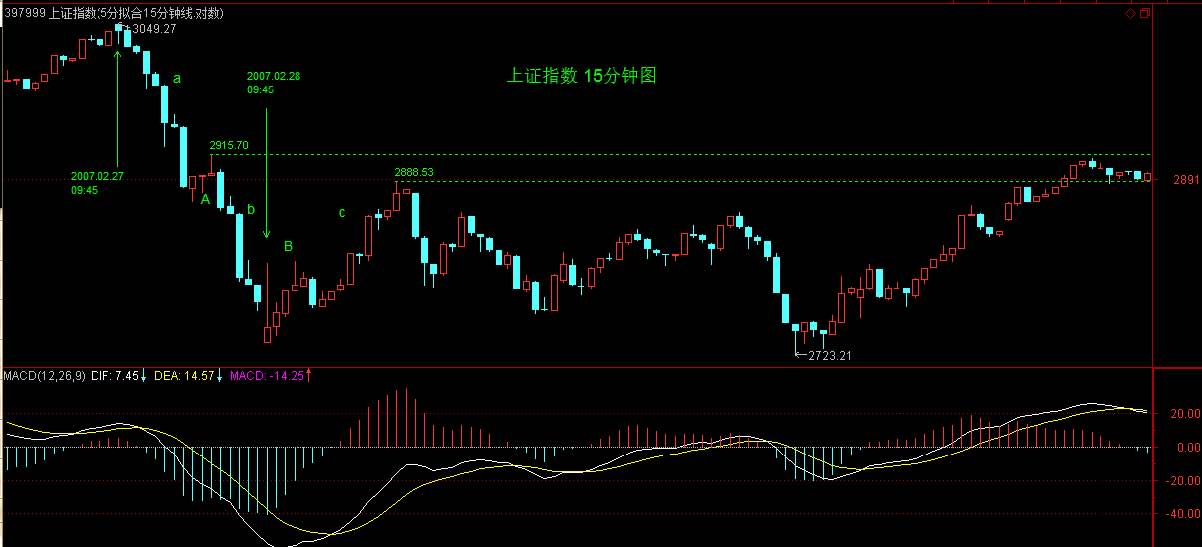 397999 上证指数(5分拟合15分钟线.对数)
3049.27
a
2007.02.28
09:45
上证指数 15分钟图
2915.70
2888.53
2007.02.27
09:45
2891
A
b
c
B
2723.21
MACD(12,26,9) DIF: 7.45↓ DEA: 14.57↓ MACD: -14.25↑
20.00
0.00
-20.00
-40.00